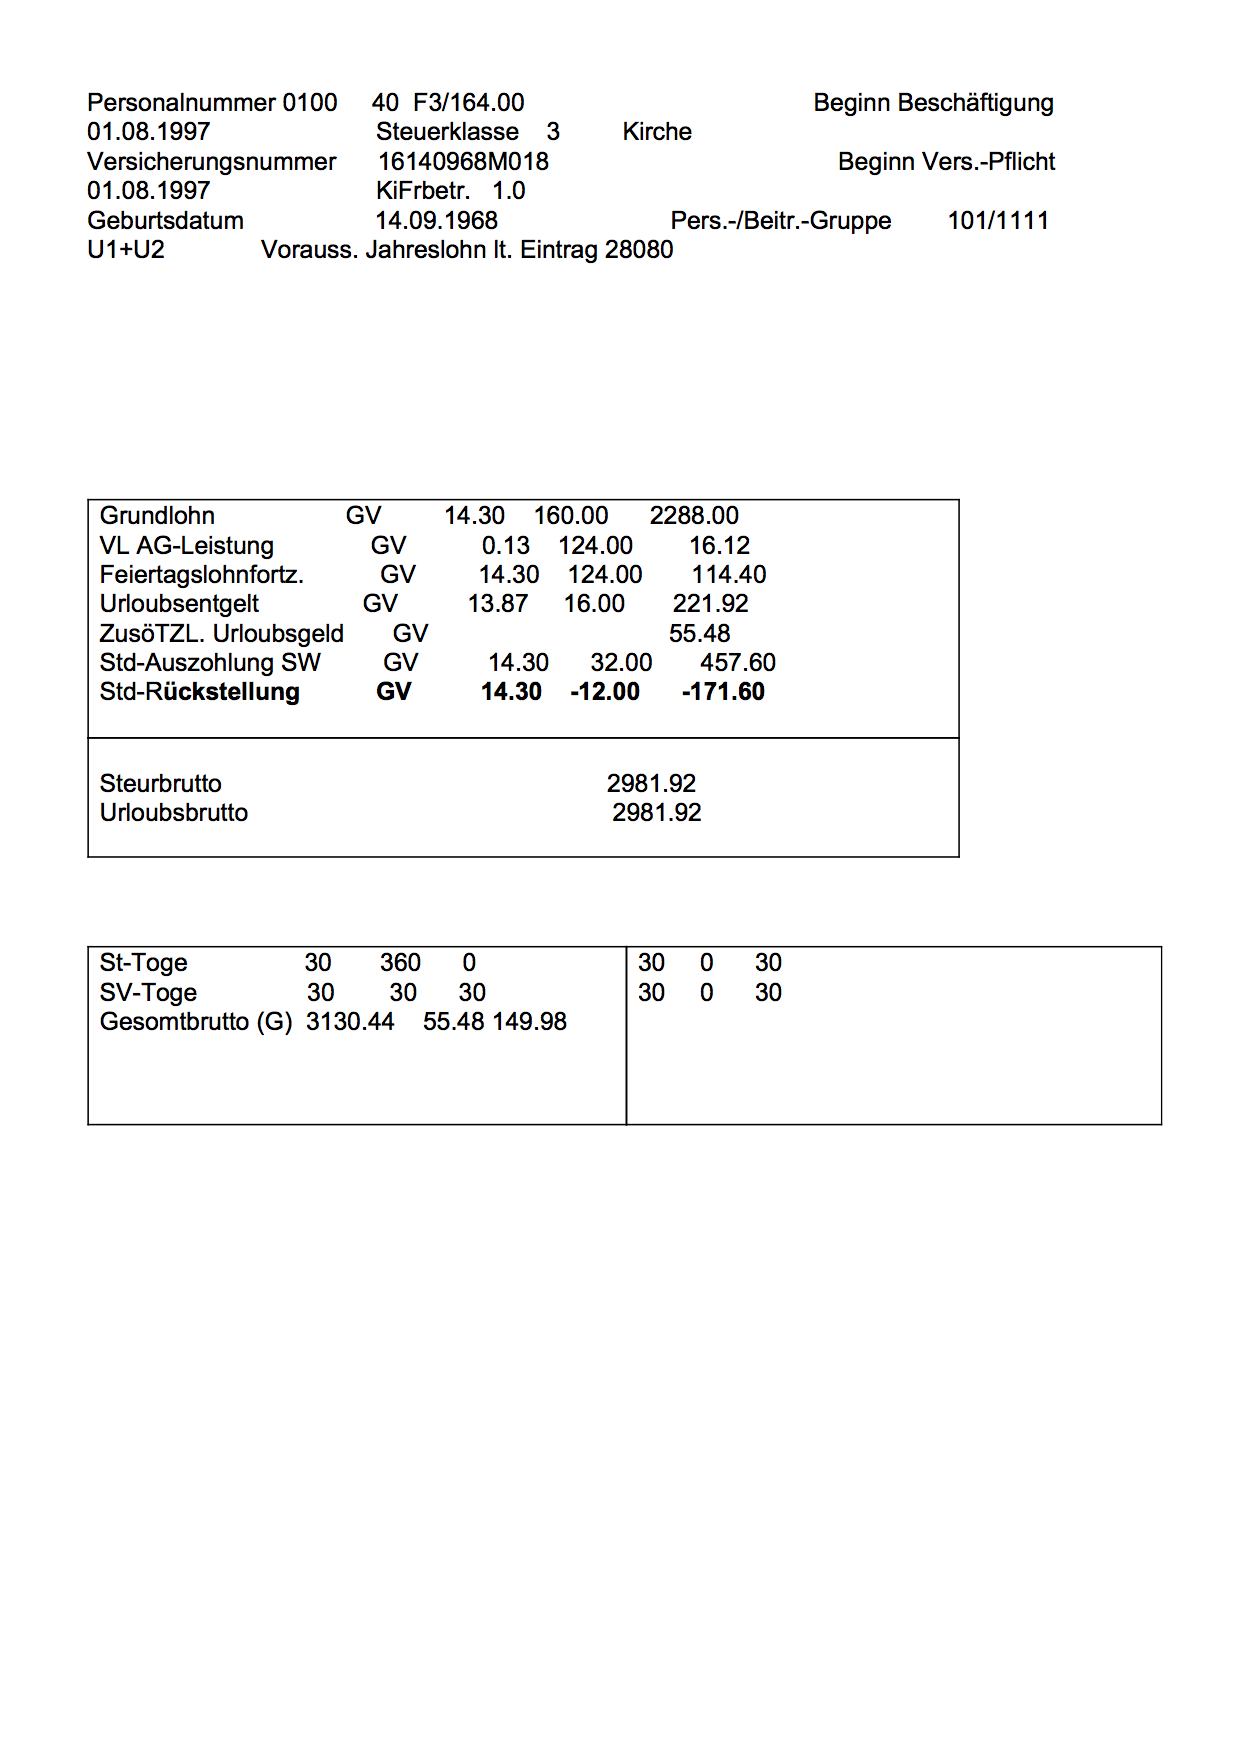 Personalnummer 0100 40 F3/164.00 Beginn Beschäftigung
01.08.1997 Steuerklasse 3 Kirche
Versicherungsnummer 16140968M018 Beginn Vers.-Pflicht
01.08.1997 KiFrbetr. 1.0
Geburtsdatum 14.09.1968 Pers.-/Beitr.-Gruppe 101/1111
U1+U2 Vorauss. Jahreslohn lt. Eintrag 28080
Grundlohn GV 14.30 160.00 2288.00
VL AG-Leistung GV 0.13 124.00 16.12
Feiertagslohnfortz. GV 14.30 124.00 114.40
Urloubsentgelt GV 13.87 16.00 221.92
ZusöTZL. Urloubsgeld GV 55.48
Std-Auszohlung SW GV 14.30 32.00 457.60
Std-Rückstellung GV 14.30 -12.00 -171.60
Steurbrutto 2981.92
Urloubsbrutto 2981.92
St-Toge 30 360 0 30 0 30
SV-Toge 30 30 30 30 0 30
Gesomtbrutto (G) 3130.44 55.48 149.98